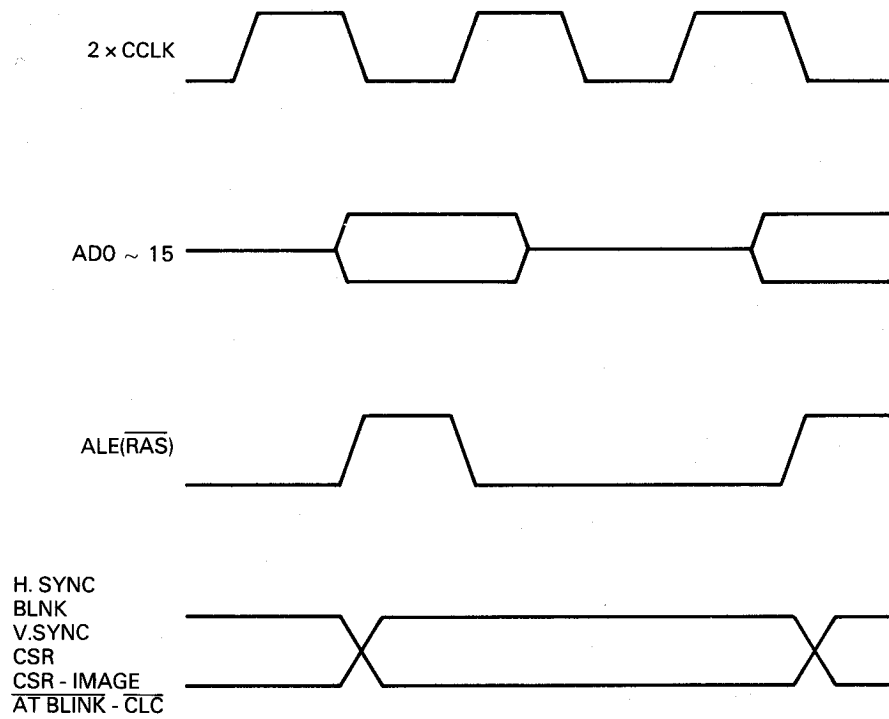 2 × CCLK
AD0 ~ 15
ALE(RAS)
H. SYNC
BLNK
V.SYNC
CSR
CSR - IMAGE
AT BLINK - CLC